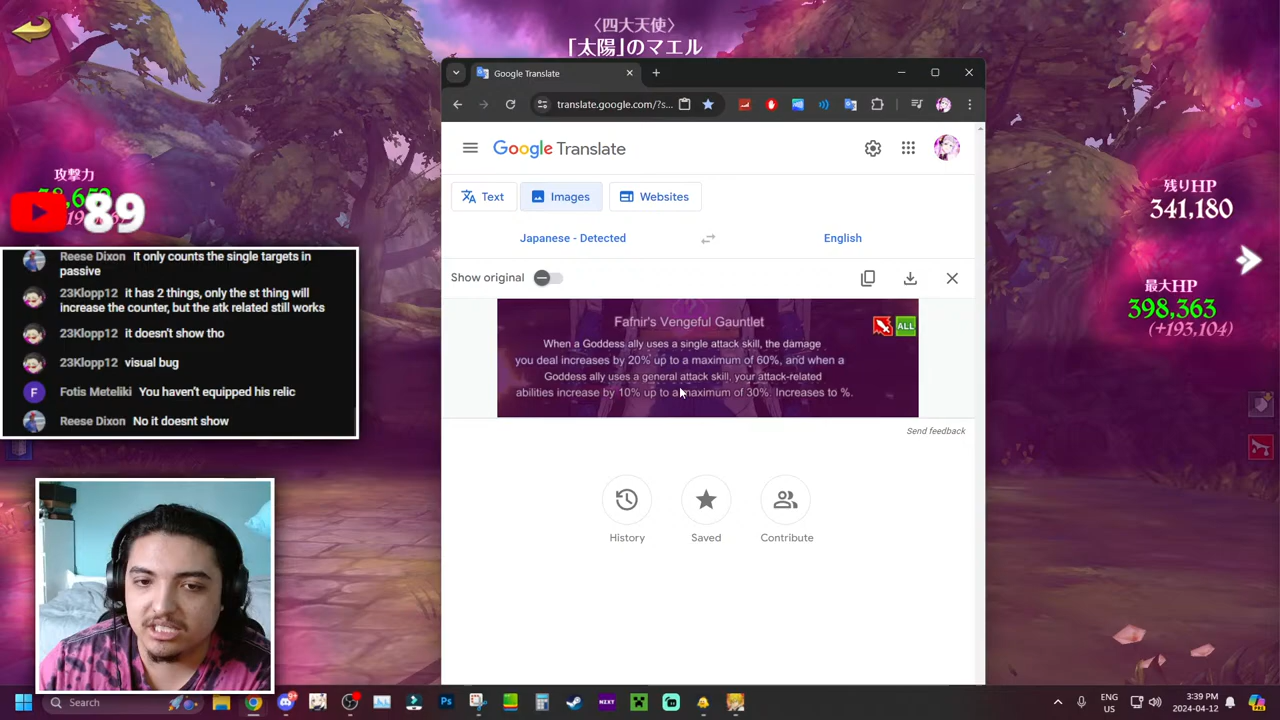 〈四大天使〉
「太陽」のマエル
Google Translate
translate.google.com/?s...
Google Translate
Text
Images
Websites
Japanese - Detected
English
Show original
Fafnir's Vengeful Gauntlet
ALL
When a Goddess ally uses a single attack skill, the damage
you deal increases by 20% up to a maximum of 60%, and when a
Goddess ally uses a general attack skill, your attack-related
abilities increase by 10% up to a maximum of 30%. Increases to %.
Send feedback
History
Saved
Contribute
攻撃力
89
Reese Dixon It only counts the single targets in
passive
23Klopp12 it has 2 things, only the st thing will
increase the counter, but the atk related still works
23Klopp12 it doesn't show tho
23Klopp12 visual bug
F
Fotis Meteliki You haven't equipped his relic
Reese Dixon No it doesnt show
残りHP
341,180
最大HP
398,363
(+193,104)
Search
Ps
NIXT
ENG
US
3:39 PM
2024-04-12
PRE